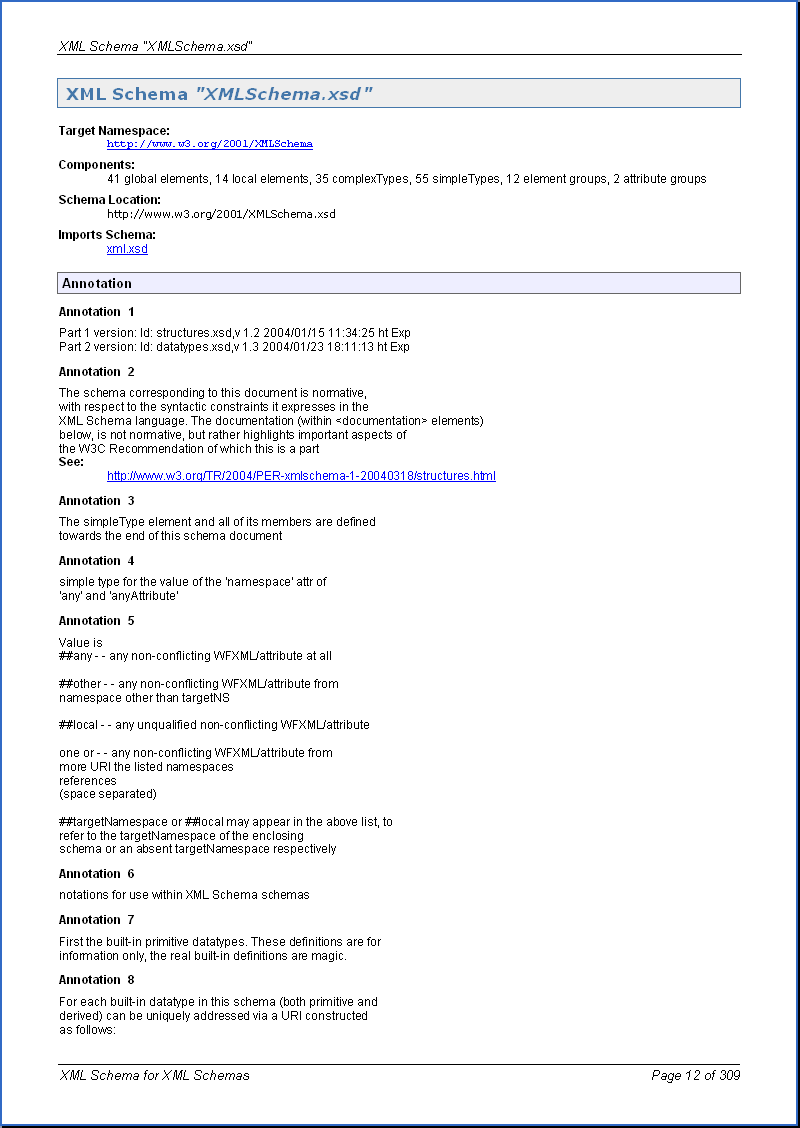 XML Schema "XMLSchema.xsd"
XML Schema "XMLSchema.xsd"
Target Namespace:
http://www.w3.org/2001/XMLSchema
Components:
41 global elements, 14 local elements, 35 complexTypes, 55 simpleTypes, 12 element groups, 2 attribute groups
Schema Location:
http://www.w3.org/2001/XMLSchema.xsd
Imports Schema:
xml.xsd
Annotation
Annotation 1
Part 1 version: Id: structures.xsd,v 1.2 2004/01/15 11:34:25 ht Exp
Part 2 version: Id: datatypes.xsd,v 1.3 2004/01/23 18:11:13 ht Exp
Annotation 2
The schema corresponding to this document is normative,
with respect to the syntactic constraints it expresses in the
XML Schema language. The documentation (within <documentation> elements)
below, is not normative, but rather highlights important aspects of
the W3C Recommendation of which this is a part
See:
http://www.w3.org/TR/2004/PER-xmlschema-1-20040318/structures.html
Annotation 3
The simpleType element and all of its members are defined
towards the end of this schema document
Annotation 4
simple type for the value of the 'namespace' attr of
'any' and 'anyAttribute'
Annotation 5
Value is
##any - - any non-conflicting WFXML/attribute at all
##other - - any non-conflicting WFXML/attribute from
namespace other than targetNS
##local - - any unqualified non-conflicting WFXML/attribute
one or - - any non-conflicting WFXML/attribute from
more URI the listed namespaces
references
(space separated)
##targetNamespace or ##local may appear in the above list, to
refer to the targetNamespace of the enclosing
schema or an absent targetNamespace respectively
Annotation 6
notations for use within XML Schema schemas
Annotation 7
First the built-in primitive datatypes. These definitions are for
information only, the real built-in definitions are magic.
Annotation 8
For each built-in datatype in this schema (both primitive and
derived) can be uniquely addressed via a URI constructed
as follows:
XML Schema for XML Schemas
Page 12 of 309